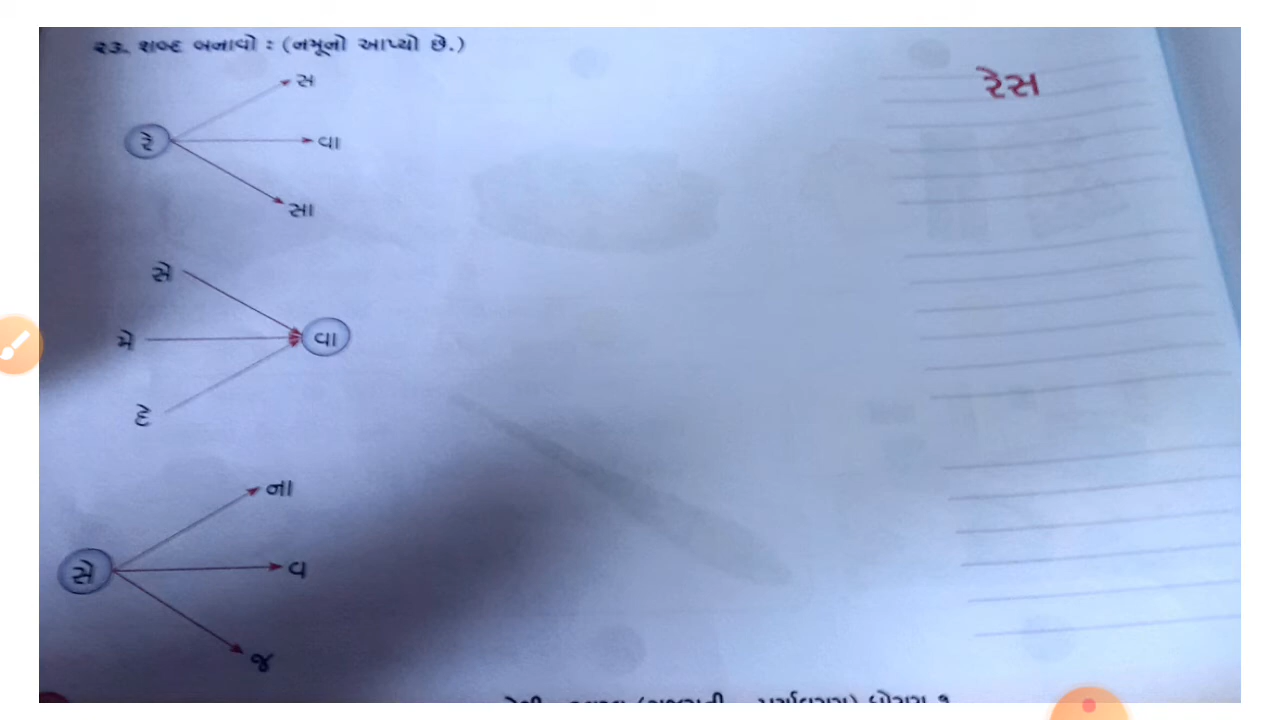 ૨૩. શબ્દ બનાવો : (નમૂનો આપ્યો છે.)
સ
રેસ
રે
વા
સા
સે
મે
વા
દે
ના
સે
વ
જ